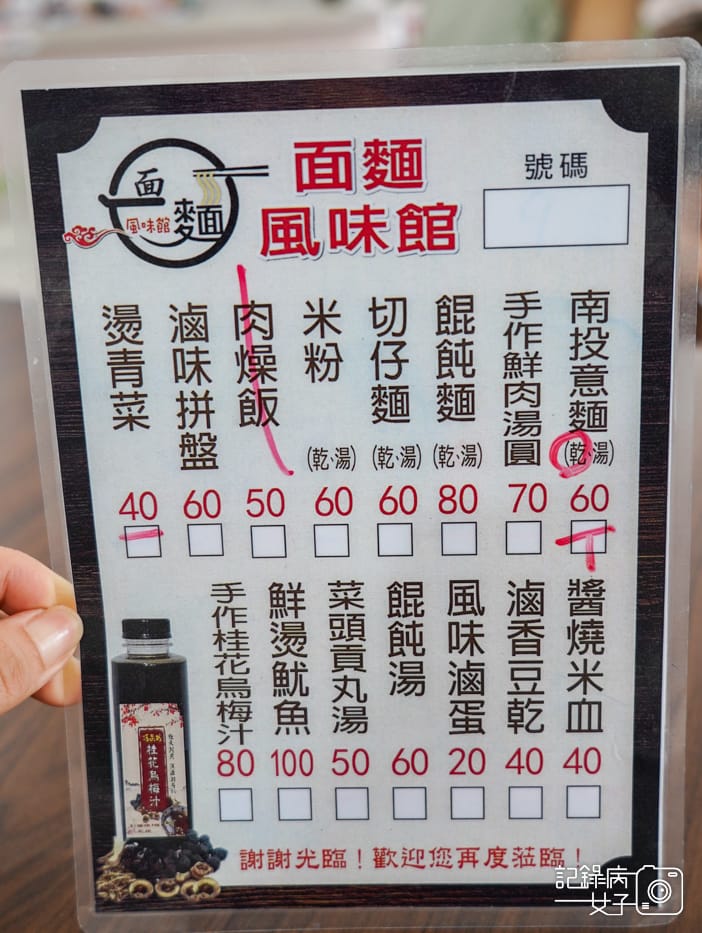 面
麵
風味館
面麵
風味館
號碼
南投意麵(乾·湯)
60
手作鮮肉湯圓
70
餛飩麵(乾·湯)
80
切仔麵(乾·湯)
60
米粉(乾·湯)
60
肉燥飯
50
滷味拼盤
60
燙青菜
40
T
醬燒米血
40
滷香豆乾
40
風味滷蛋
20
餛飩湯
60
菜頭貢丸湯
50
鮮燙魷魚
100
手作桂花烏梅汁
80
桂花烏梅汁
謝謝光臨！歡迎您再度蒞臨！
記錄病
女子